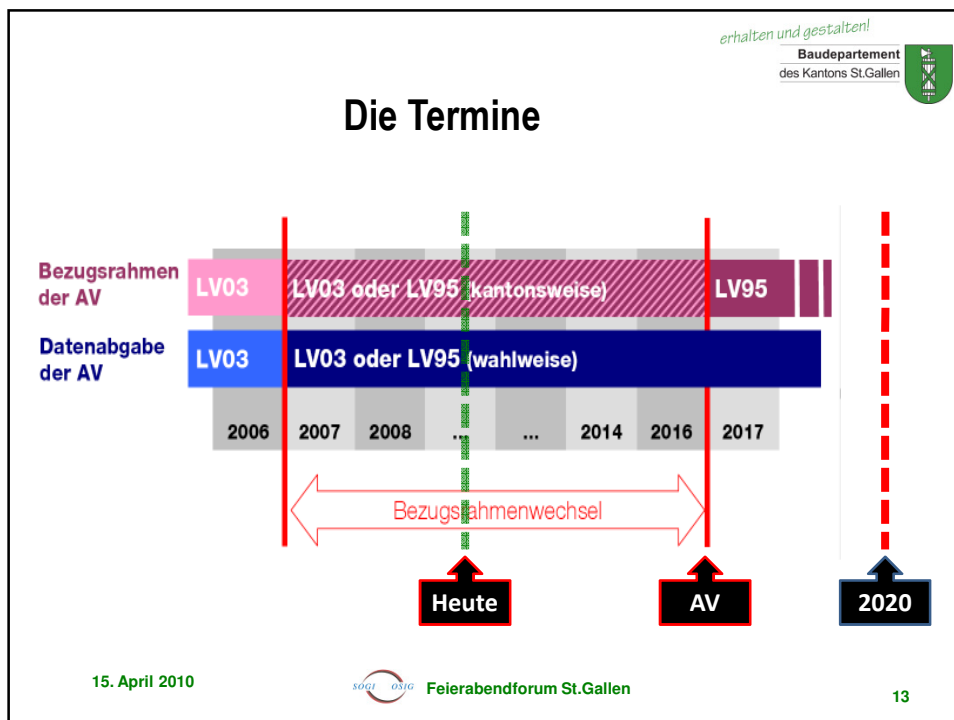 erhalten und gestalten!
Baudepartement
des Kantons St.Gallen
Die Termine
Bezugsrahmen
der AV
LV03
LV03 oder LV95 (kantonsweise)
LV95
Datenabgabe
der AV
LV03
LV03 oder LV95 (wahlweise)
2006 2007 2008 ... ... 2014 2016 2017
Bezugsrahmenwechsel
Heute
AV
2020
15. April 2010
SOGI OSIG
Feierabendforum St.Gallen
13